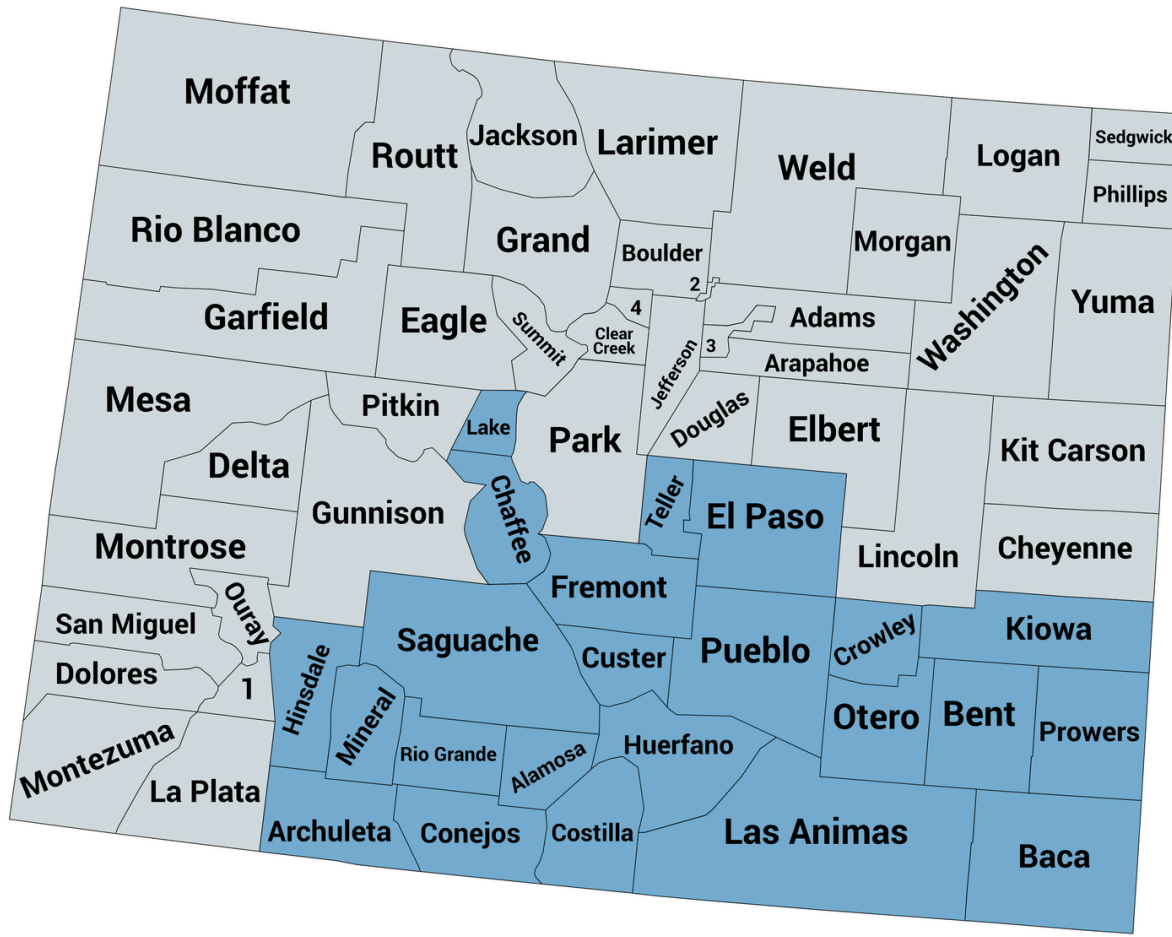 Moffat
Routt
Jackson
Larimer
Weld
Logan
Sedgwick
Phillips
Rio Blanco
Grand
Boulder
Morgan
Washington
Yuma
Garfield
Eagle
Summit
4
Clear
Creek
2
Jefferson
3
Adams
Arapahoe
Mesa
Pitkin
Lake
Park
Douglas
Elbert
Kit Carson
Delta
Gunnison
Chaffee
Teller
El Paso
Lincoln
Cheyenne
Montrose
Ouray
San Miguel
Dolores
1
Hinsdale
Saguache
Fremont
Custer
Pueblo
Crowley
Kiowa
Mineral
Rio Grande
Alamosa
Huerfano
Otero
Bent
Prowers
Montezuma
La Plata
Archuleta
Conejos
Costilla
Las Animas
Baca